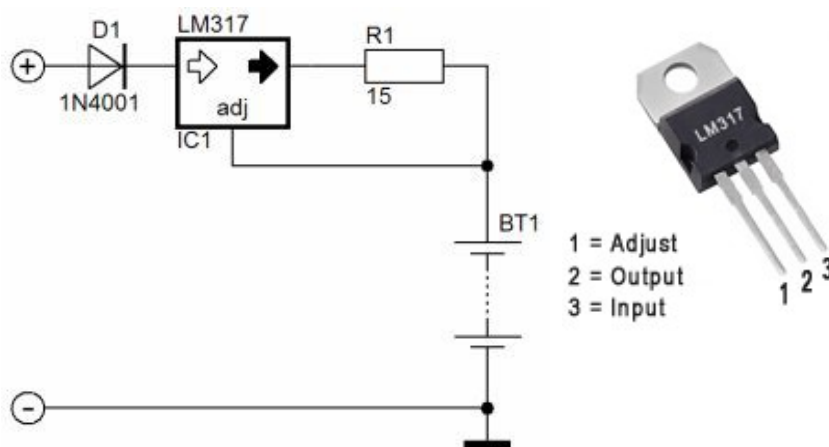 D1
1N4001
LM317
adj
IC1
R1
15
BT1
+
-
LM317
1 = Adjust
2 = Output
3 = Input
1 2 3